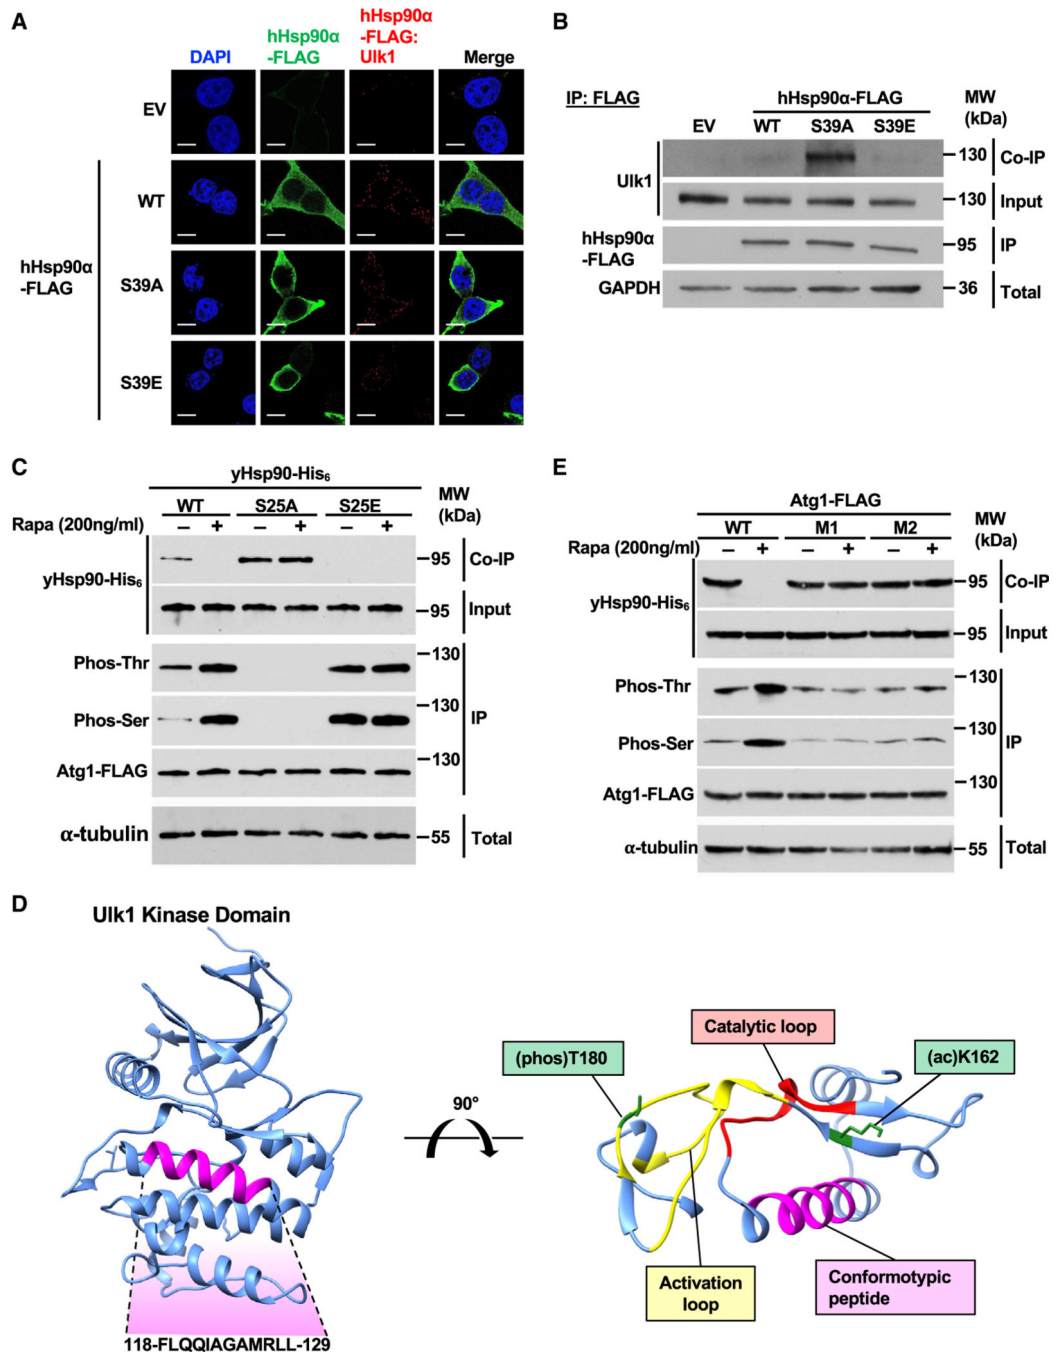 A
DAPI
hHsp90α
-FLAG
hHsp90α
-FLAG:
Ulk1
Merge
EV
hHsp90α
-FLAG
WT
S39A
S39E
B
IP: FLAG
hHsp90α-FLAG
MW
(kDa)
EV WT S39A S39E
Ulk1
130 Co-IP
130 Input
hHsp90α
-FLAG
95 IP
GAPDH 36 Total
C
yHsp90-His₆
WT S25A S25E
MW
(kDa)
Rapa (200ng/ml) – + – + – +
yHsp90-His₆
95 Co-IP
95 Input
Phos-Thr 130
Phos-Ser 130 IP
Atg1-FLAG 130
α-tubulin 55 Total
E
Atg1-FLAG
WT M1 M2
MW
(kDa)
Rapa (200ng/ml) – + – + – +
yHsp90-His₆
95 Co-IP
95 Input
Phos-Thr 130
Phos-Ser 130 IP
Atg1-FLAG 130
α-tubulin 55 Total
D
Ulk1 Kinase Domain
118-FLQQIAGAMRLL-129
90°
(phos)T180
Catalytic loop
(ac)K162
Activation
loop
Conformotypic
peptide